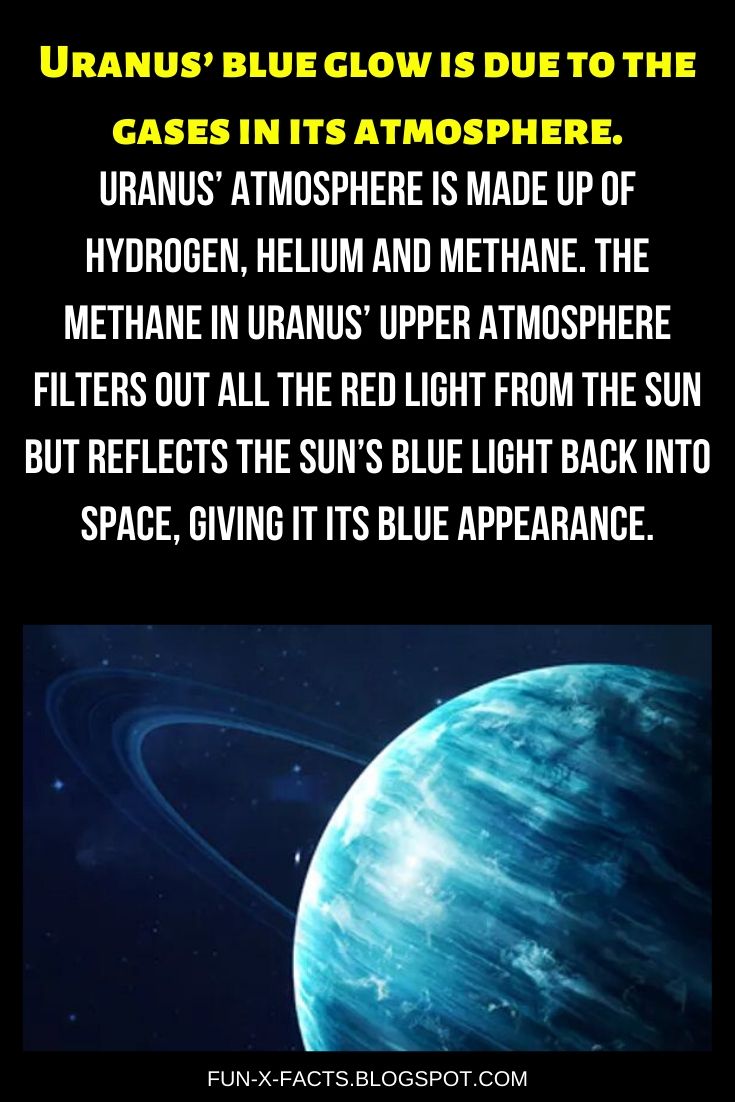 Uranus’ blue glow is due to the
gases in its atmosphere.
URANUS’ ATMOSPHERE IS MADE UP OF
HYDROGEN, HELIUM AND METHANE. THE
METHANE IN URANUS’ UPPER ATMOSPHERE
FILTERS OUT ALL THE RED LIGHT FROM THE SUN
BUT REFLECTS THE SUN’S BLUE LIGHT BACK INTO
SPACE, GIVING IT ITS BLUE APPEARANCE.
FUN-X-FACTS.BLOGSPOT.COM